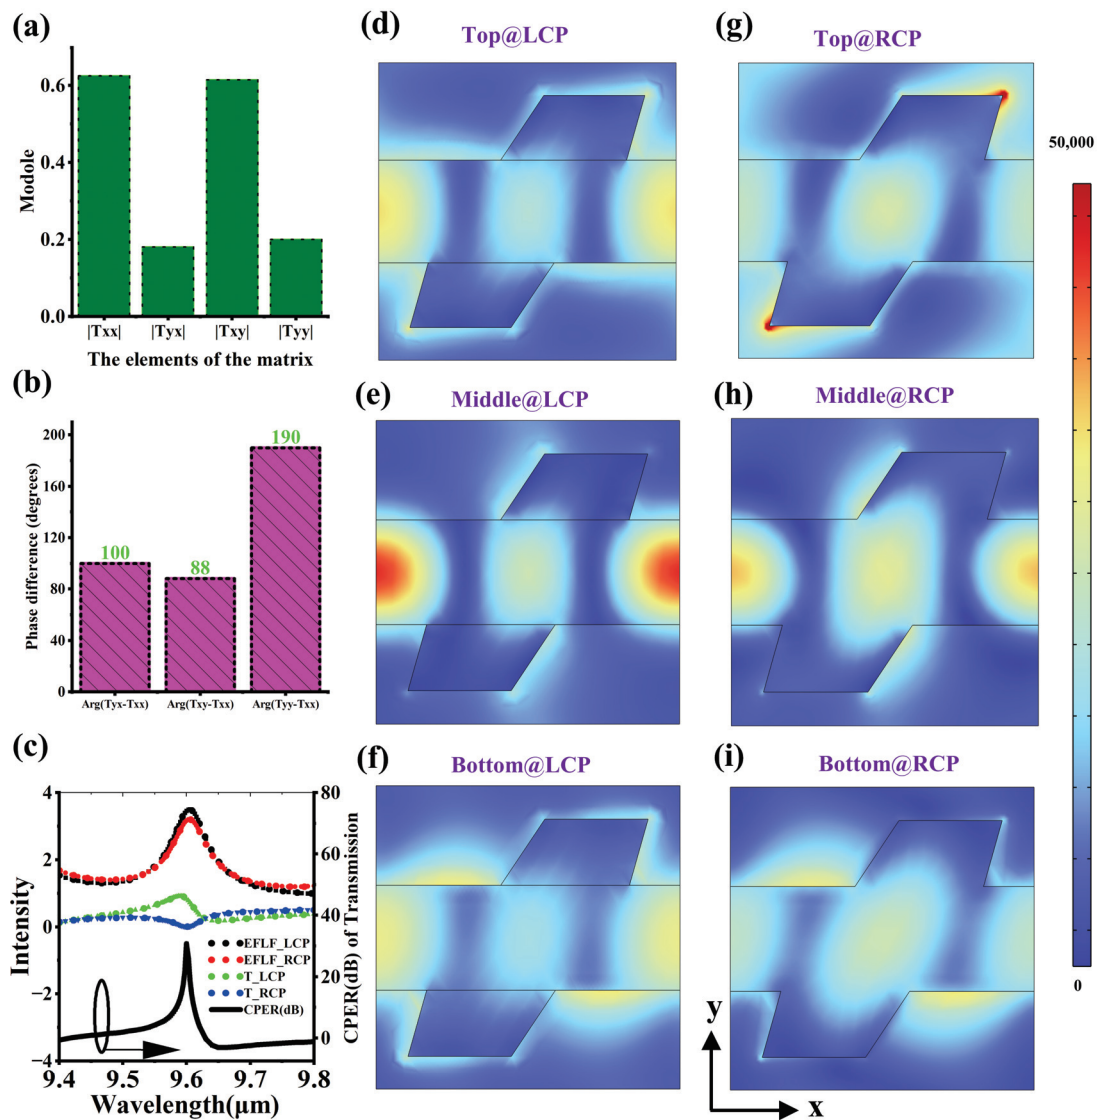 (a)
0.6
0.4
0.2
0.0
Modole
|Txx|
|Tyx|
|Txy|
|Tyy|
The elements of the matrix
(b)
200
160
120
80
40
0
Phase difference (degrees)
100
88
190
Arg(Tyx-Txx)
Arg(Txy-Txx)
Arg(Tyy-Txx)
(c)
4
2
0
−2
−4
Intensity
80
60
40
20
0
CPER(dB) of Transmission
EFLF_LCP
EFLF_RCP
T_LCP
T_RCP
CPER(dB)
9.4
9.5
9.6
9.7
9.8
Wavelength(μm)
(d)
Top@LCP
(e)
Middle@LCP
(f)
Bottom@LCP
(g)
Top@RCP
(h)
Middle@RCP
(i)
Bottom@RCP
y
x
50,000
0